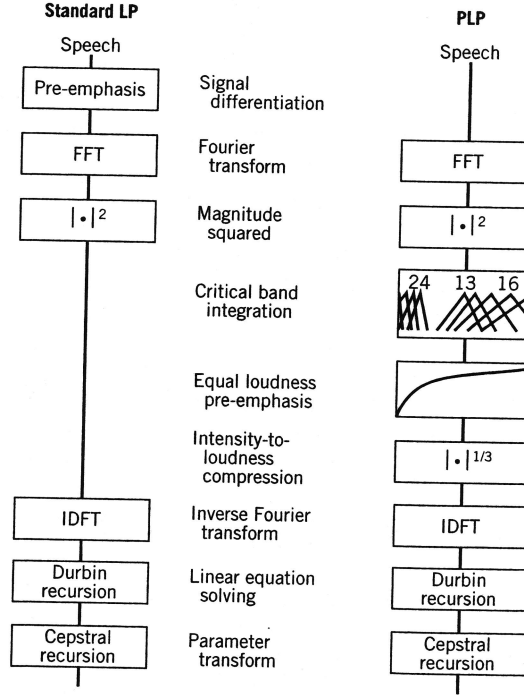 Standard LP
PLP
Speech
Speech
Pre-emphasis
Signal
differentiation
FFT
Fourier
transform
FFT
|•|2
Magnitude
squared
|•|2
Critical band
integration
24 13 16
Equal loudness
pre-emphasis
Intensity-to-
loudness
compression
|•|1/3
IDFT
Inverse Fourier
transform
IDFT
Durbin
recursion
Linear equation
solving
Durbin
recursion
Cepstral
recursion
Parameter
transform
Cepstral
recursion